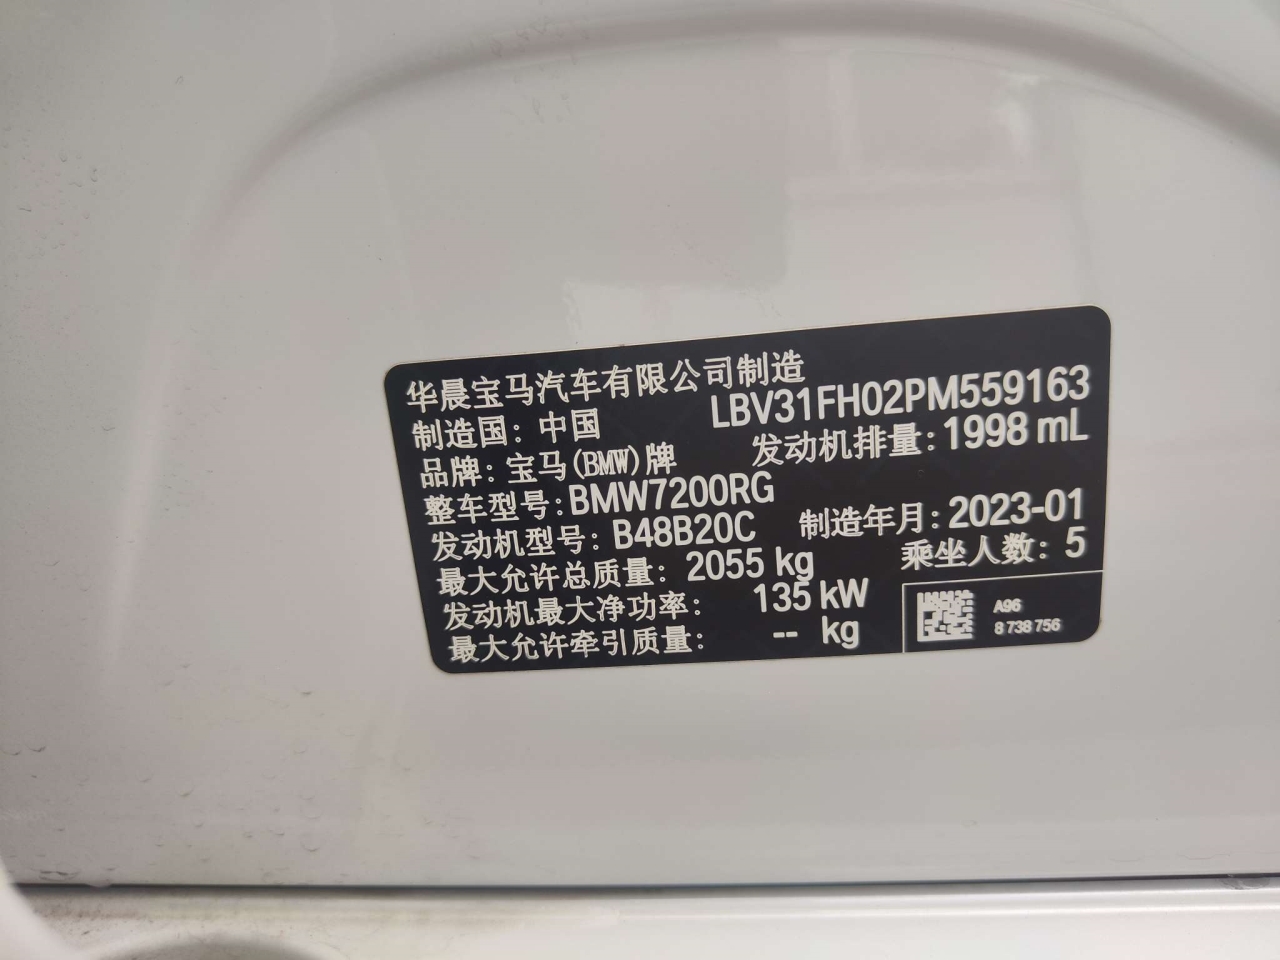 华晨宝马汽车有限公司制造
制造国：中国 LBV31FH02PM559163
品牌：宝马(BMW)牌 发动机排量：1998 mL
整车型号：BMW7200RG
发动机型号：B48B20C 制造年月：2023-01
最大允许总质量：2055 kg 乘坐人数：5
发动机最大净功率：135 kW
最大允许牵引质量：-- kg
A96
8 738 756